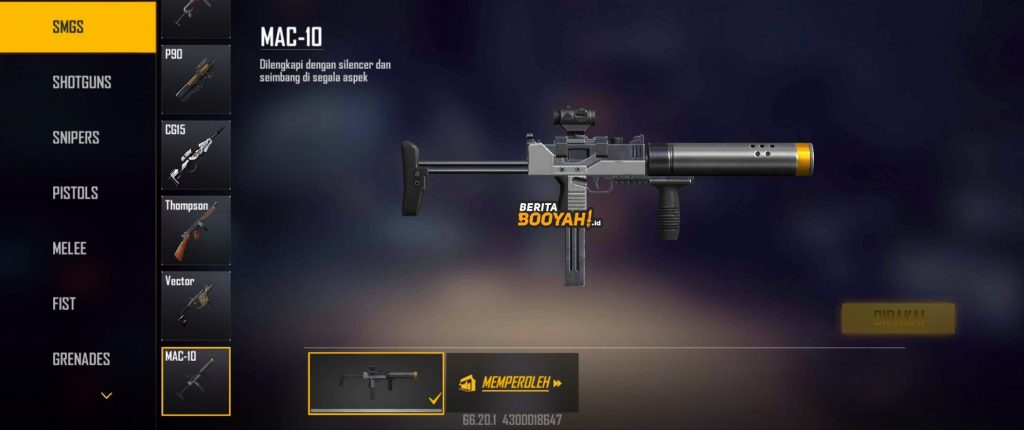 SMGS
SHOTGUNS
SNIPERS
PISTOLS
MELEE
FIST
GRENADES
P90
CG15
Thompson
Vector
MAC-10
MAC-10
Dilengkapi dengan silencer dan
seimbang di segala aspek
BERITA
BOOYAH!.id
DIPAKAI
MEMPEROLEH
66.20.1 4300018647